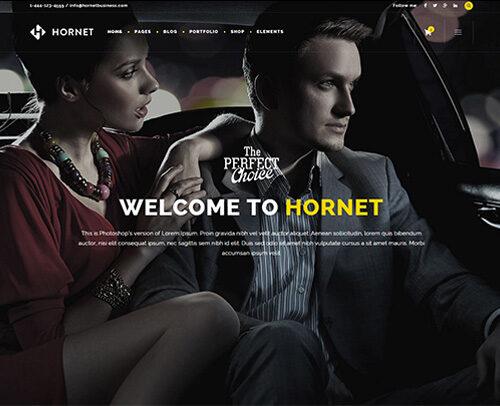 1-444-123-4559 / info@hornetbusiness.com
Follow me
HORNET
HOME
PAGES
BLOG
PORTFOLIO
SHOP
ELEMENTS
The
PERFECT
Choice
WELCOME TO HORNET
This is Photoshop's version of Lorem Ipsum. Proin gravida nibh vel velit auctor aliquet. Aenean sollicitudin, lorem quis bibendum
auctor, nisi elit consequat ipsum, nec sagittis sem nibh id elit. Duis sed odio sit amet nibh vulputate cursus a sit amet mauris. Morbi
accumsan ipsum velit